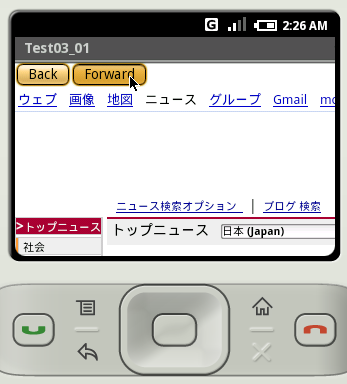 G 2:26 AM
Test03_01
Back Forward
ウェブ 画像 地図 ニュース グループ Gmail mo
ニュース検索オプション | ブログ 検索
>トップニュース
トップニュース 日本 (Japan)
社会